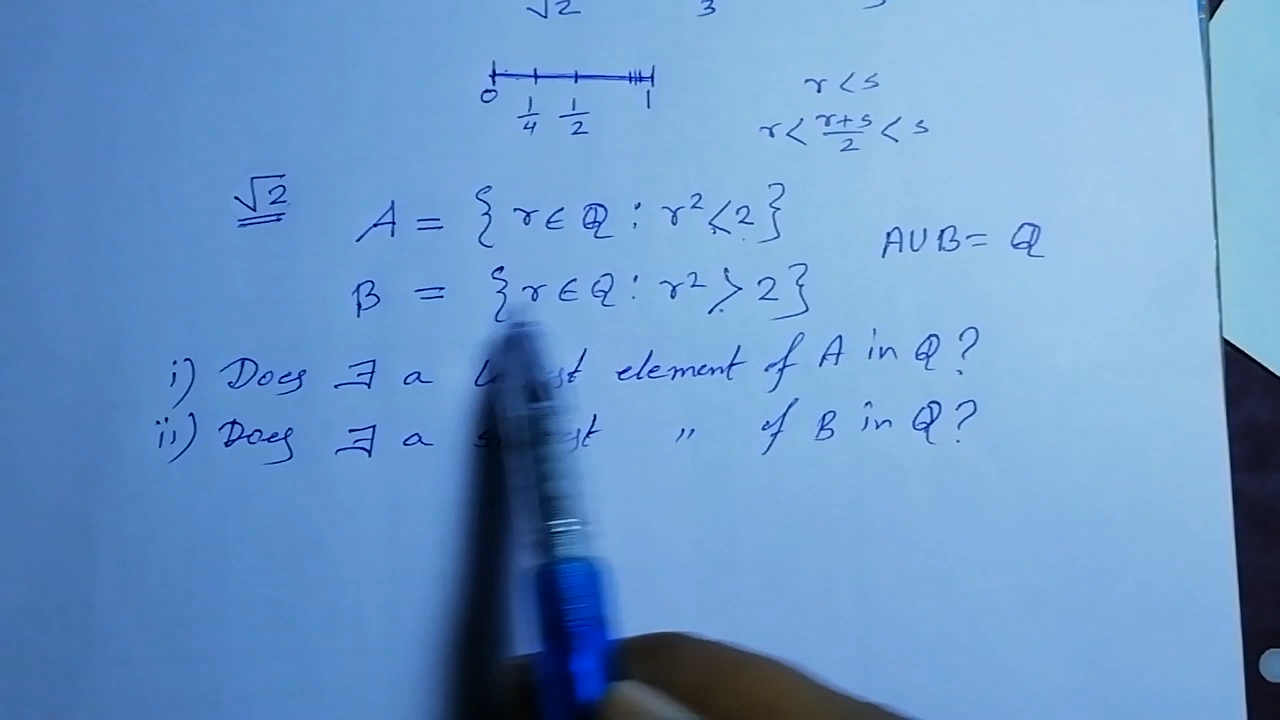 √2 3
0 1/4 1/2 1
r < s
r < (r+s)/2 < s
√2
A = { r ∈ ℚ : r² < 2 }
A ∪ B = ℚ
B = { r ∈ ℚ : r² > 2 }
i) Does ∃ a element of A in ℚ ?
ii) Does ∃ a " of B in ℚ ?